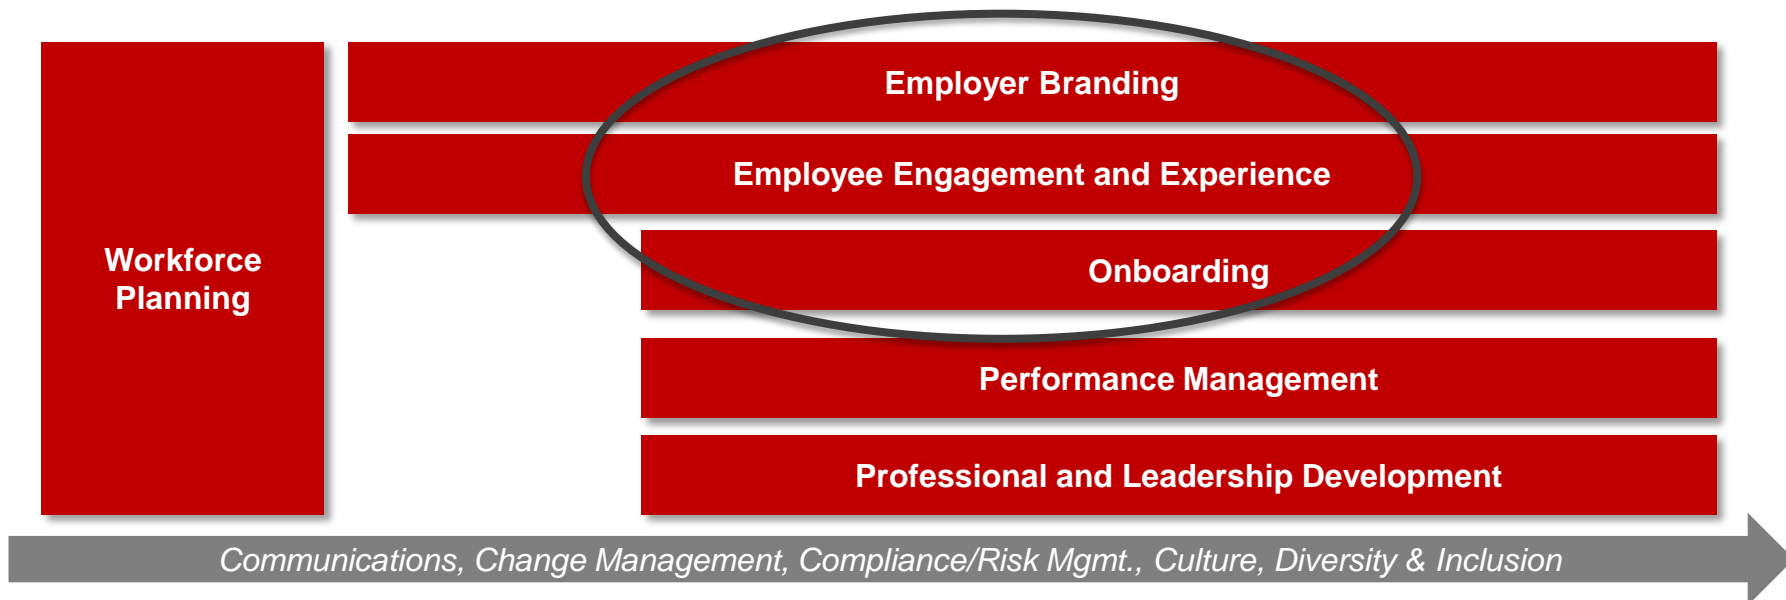 Employer Branding
Employee Engagement and Experience
Workforce
Planning
Onboarding
Performance Management
Professional and Leadership Development
Communications, Change Management, Compliance/Risk Mgmt., Culture, Diversity & Inclusion